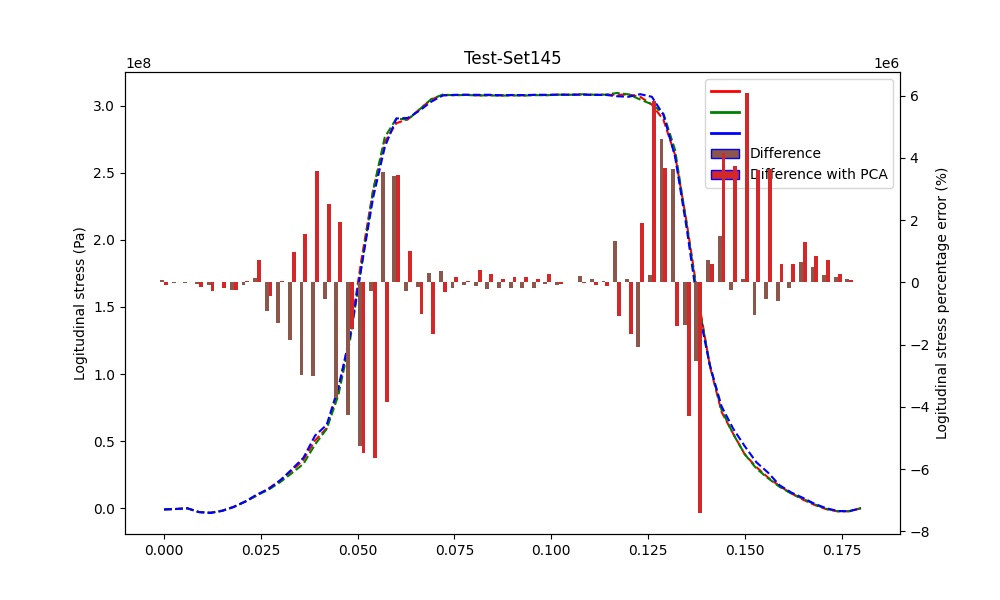 Test-Set145
1e8
1e6
3.0
2.5
2.0
1.5
1.0
0.5
0.0
Logitudinal stress (Pa)
Difference
Difference with PCA
6
4
2
0
−2
−4
−6
−8
Logitudinal stress percentage error (%)
0.000 0.025 0.050 0.075 0.100 0.125 0.150 0.175